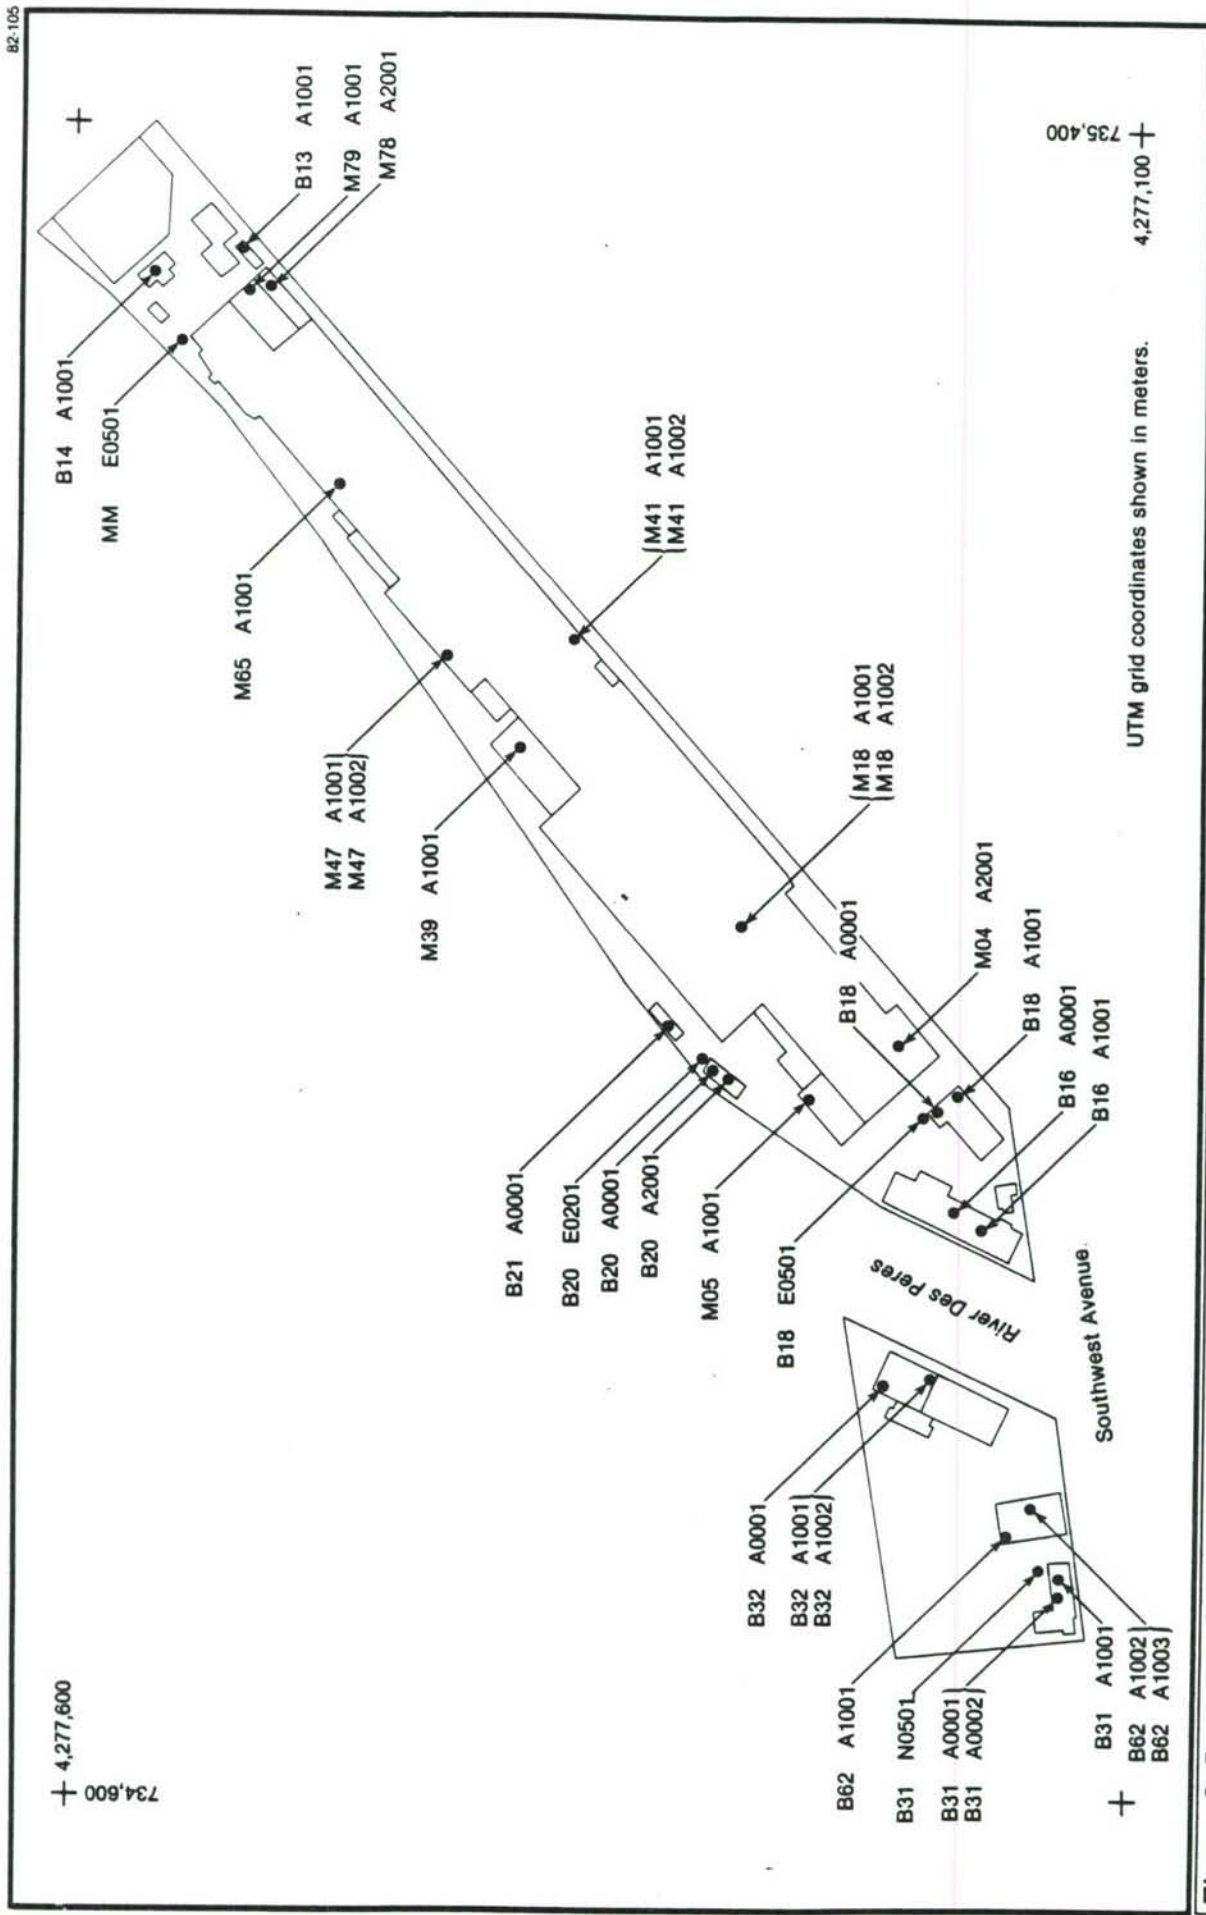 82-105
B14 A1001
MM E0501
B13 A1001
M79 A1001
M78 A2001
M65 A1001
M47 A1001
M47 A1002
M39 A1001
M41 A1001
M41 A1002
M18 A1001
M18 A1002
B21 A0001
B20 E0201
B20 A0001
B20 A2001
M05 A1001
B18 E0501
B18 A0001
M04 A2001
B18 A1001
B16 A0001
B16 A1001
River Des Peres
Southwest Avenue
B32 A0001
B32 A1001
B32 A1002
B62 A1001
B31 N0501
B31 A0001
B31 A0002
B31 A1001
B62 A1002
B62 A1003
4,277,600
734,600
735,400
4,277,100
UTM grid coordinates shown in meters.